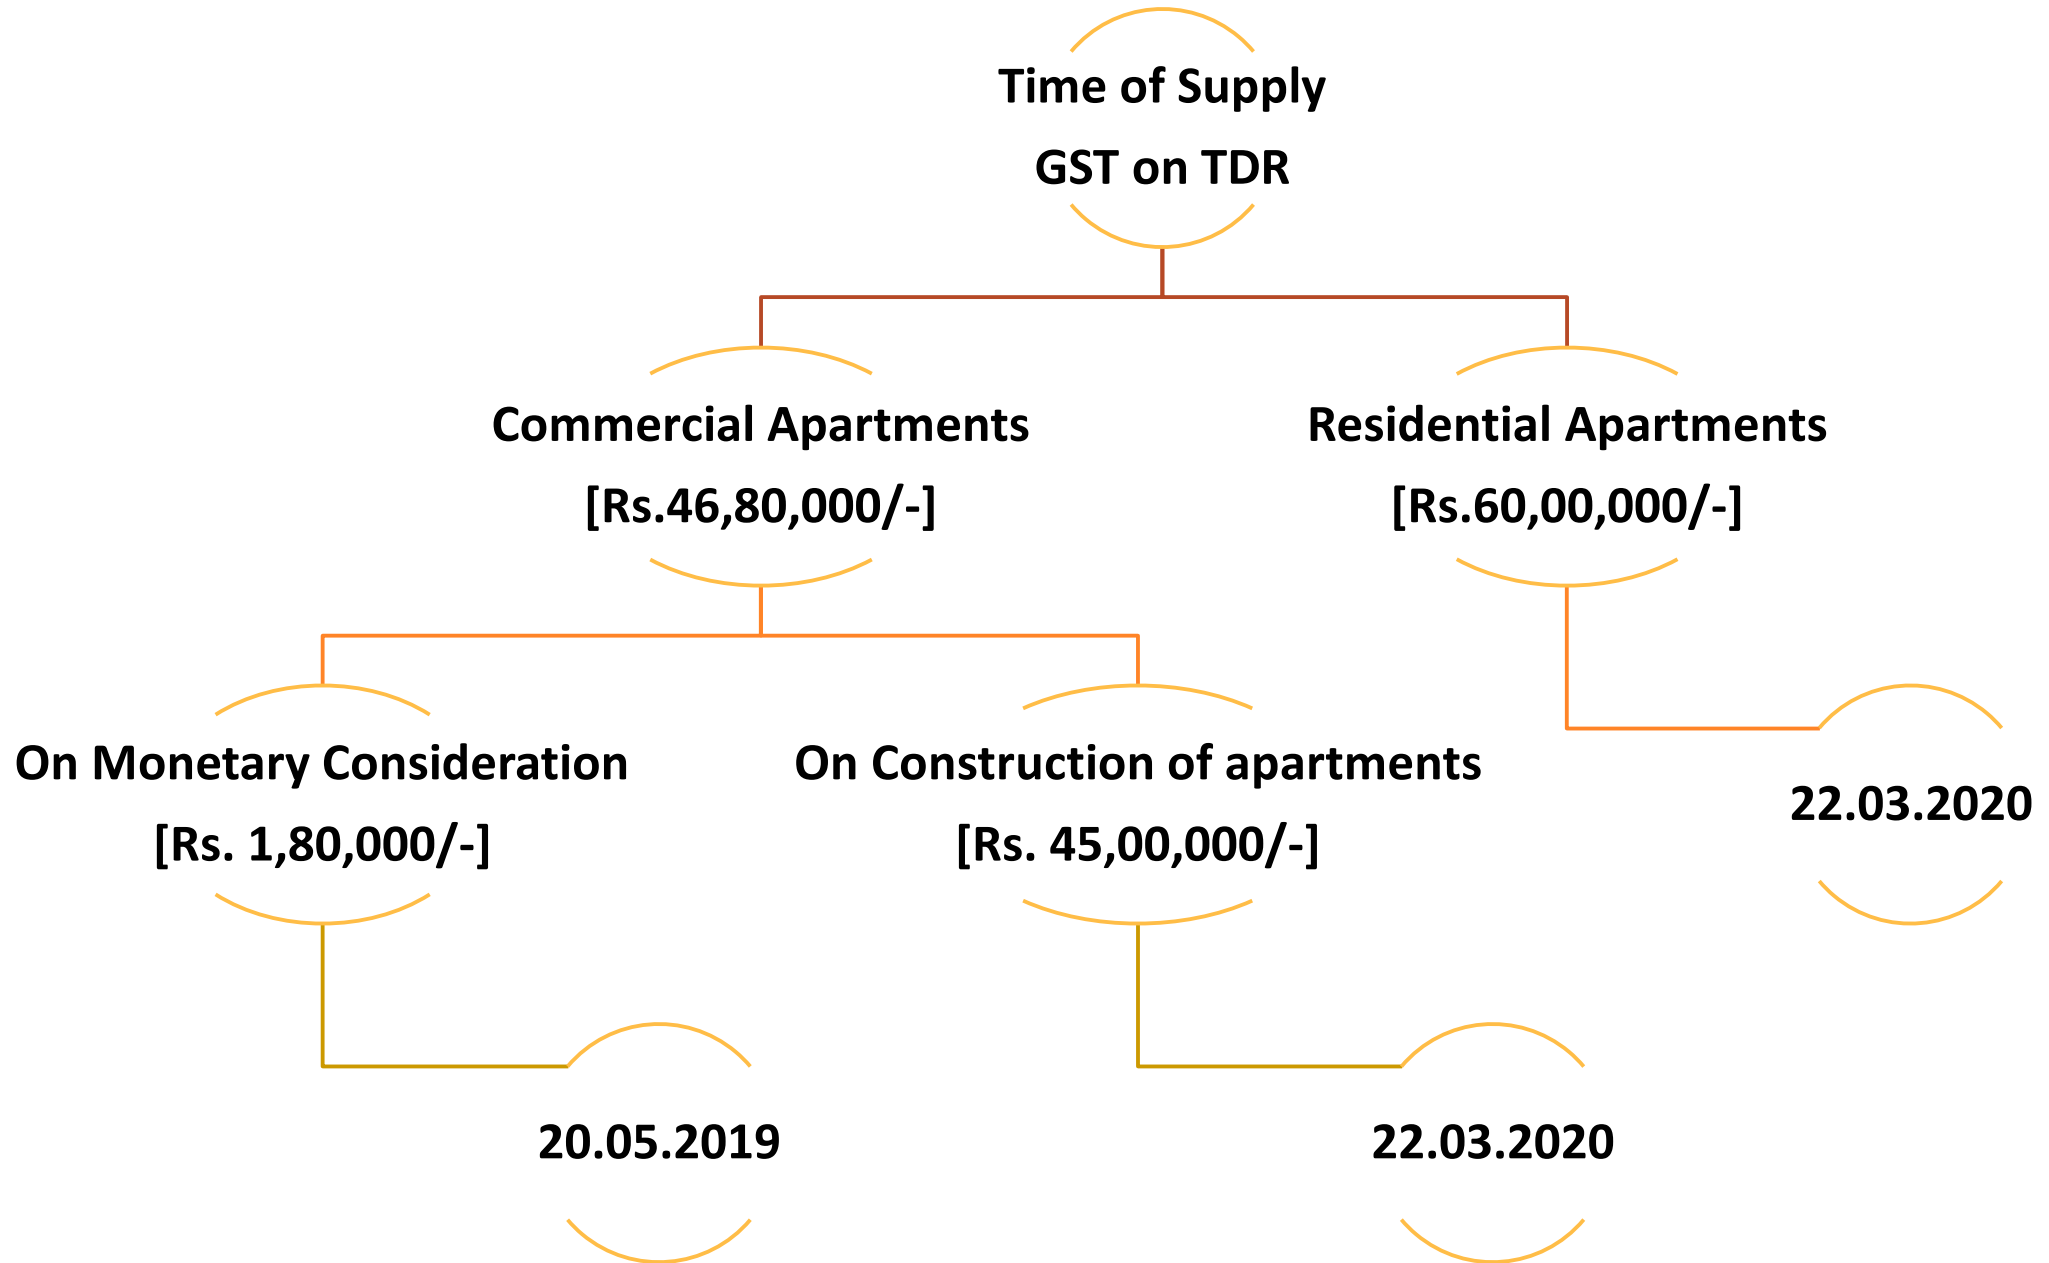 Time of Supply
GST on TDR
Commercial Apartments
[Rs.46,80,000/-]
Residential Apartments
[Rs.60,00,000/-]
On Monetary Consideration
[Rs. 1,80,000/-]
On Construction of apartments
[Rs. 45,00,000/-]
22.03.2020
20.05.2019
22.03.2020